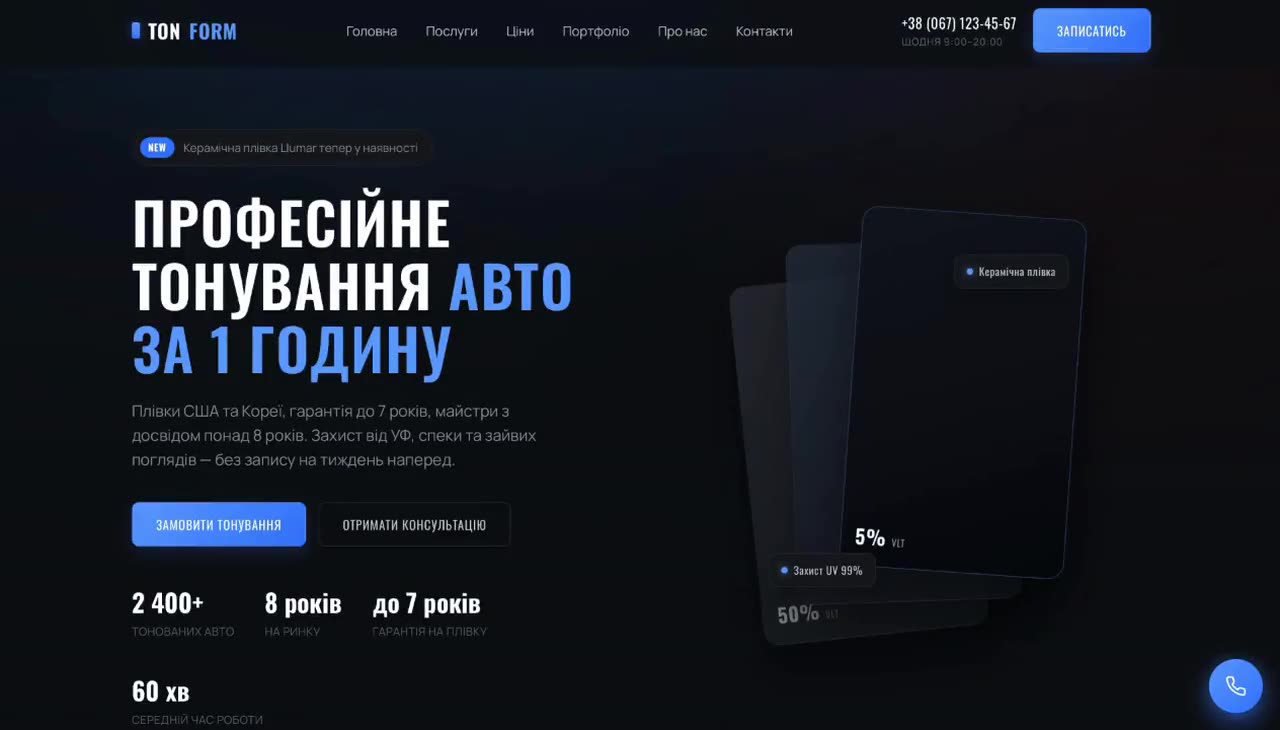 TON FORM
Головна
Послуги
Ціни
Портфоліо
Про нас
Контакти
+38 (067) 123-45-67
ЩОДНЯ 9:00–20:00
ЗАПИСАТИСЬ
NEW Керамічна плівка Llumar тепер у наявності
ПРОФЕСІЙНЕ
ТОНУВАННЯ АВТО
ЗА 1 ГОДИНУ
Плівки США та Кореї, гарантія до 7 років, майстри з
досвідом понад 8 років. Захист від УФ, спеки та зайвих
поглядів — без запису на тиждень наперед.
ЗАМОВИТИ ТОНУВАННЯ
ОТРИМАТИ КОНСУЛЬТАЦІЮ
2 400+
ТОНОВАНИХ АВТО
8 років
НА РИНКУ
до 7 років
ГАРАНТІЯ НА ПЛІВКУ
60 хв
СЕРЕДНІЙ ЧАС РОБОТИ
Керамічна плівка
5% VLT
Захист UV 99%
50% VLT